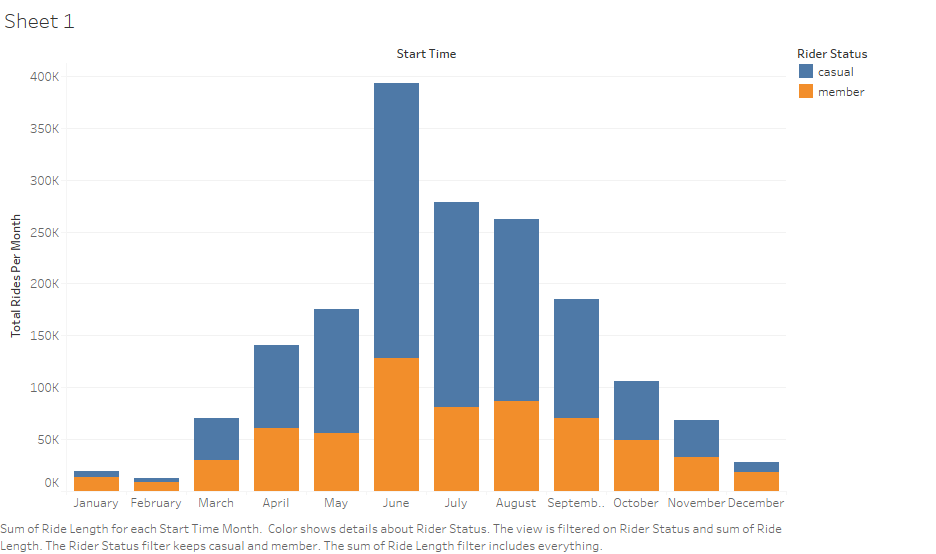 Sheet 1
Start Time
Rider Status
casual
member
Total Rides Per Month
400K
350K
300K
250K
200K
150K
100K
50K
0K
January February March April May June July August Septemb.. October November December
Sum of Ride Length for each Start Time Month. Color shows details about Rider Status. The view is filtered on Rider Status and sum of Ride
Length. The Rider Status filter keeps casual and member. The sum of Ride Length filter includes everything.